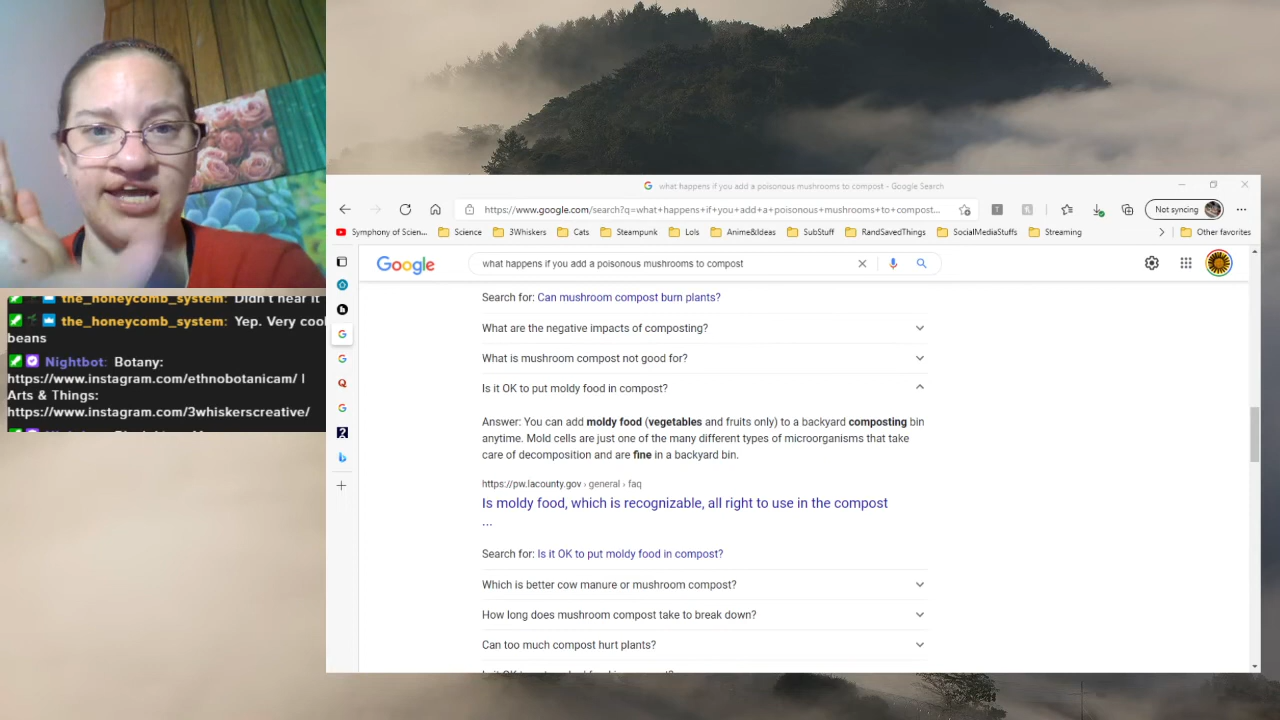 the_honeycomb_system: Didn't hear it
the_honeycomb_system: Yep. Very cool
beans
Nightbot: Botany:
https://www.instagram.com/ethnobotanicam/ |
Arts & Things:
https://www.instagram.com/3whiskerscreative/
what happens if you add a poisonous mushrooms to compost - Google Search
https://www.google.com/search?q=what+happens+if+you+add+a+poisonous+mushrooms+to+compost...
Not syncing
Symphony of Scien...
Science
3Whiskers
Cats
Steampunk
Lols
Anime&Ideas
SubStuff
RandSavedThings
SocialMediaStuffs
Streaming
Other favorites
Google
what happens if you add a poisonous mushrooms to compost
Search for: Can mushroom compost burn plants?
What are the negative impacts of composting?
What is mushroom compost not good for?
Is it OK to put moldy food in compost?
Answer: You can add moldy food (vegetables and fruits only) to a backyard composting bin
anytime. Mold cells are just one of the many different types of microorganisms that take
care of decomposition and are fine in a backyard bin.
https://pw.lacounty.gov › general › faq
Is moldy food, which is recognizable, all right to use in the compost
...
Search for: Is it OK to put moldy food in compost?
Which is better cow manure or mushroom compost?
How long does mushroom compost take to break down?
Can too much compost hurt plants?